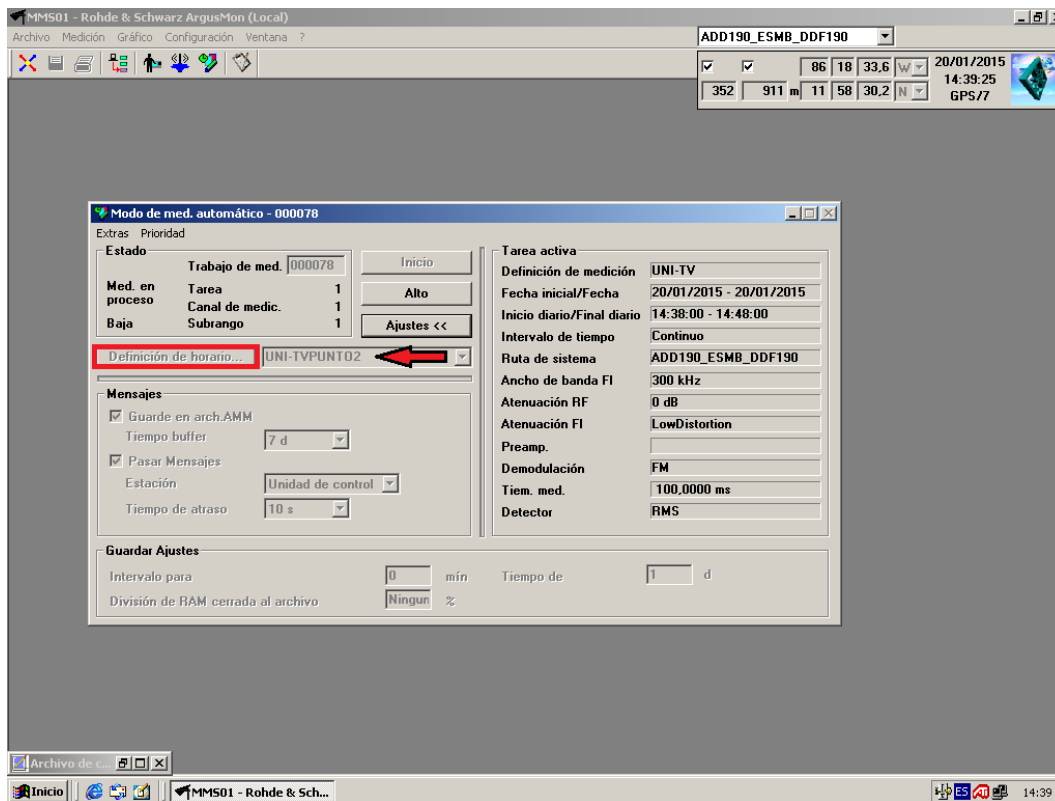 MMS01 - Rohde & Schwarz ArgusMon (Local)
Archivo Medición Gráfico Configuración Ventana ?
ADD190_ESMB_DDF190
86 18 33,6 W
20/01/2015
14:39:25
352 911 m 11 58 30,2 N
GPS/7
Modo de med. automático - 000078
Extras Prioridad
Estado
Trabajo de med. 000078
Med. en proceso
Tarea 1
Canal de medic. 1
Baja
Subrango 1
Inicio
Alto
Ajustes <<
Definición de horario... UNI-TVPUNTO2
Mensajes
Guarde en arch.AMM
Tiempo buffer 7 d
Pasar Mensajes
Estación Unidad de control
Tiempo de atraso 10 s
Tarea activa
Definición de medición UNI-TV
Fecha inicial/Fecha 20/01/2015 - 20/01/2015
Inicio diario/Final diario 14:38:00 - 14:48:00
Intervalo de tiempo Continuo
Ruta de sistema ADD190_ESMB_DDF190
Ancho de banda FI 300 kHz
Atenuación RF 0 dB
Atenuación FI LowDistortion
Preamp.
Demodulación FM
Tiem. med. 100,0000 ms
Detector RMS
Guardar Ajustes
Intervalo para 0 mín Tiempo de 1 d
División de RAM cerrada al archivo Ningun %
Archivo de c...
Inicio MMS01 - Rohde & Sch... ES 14:39